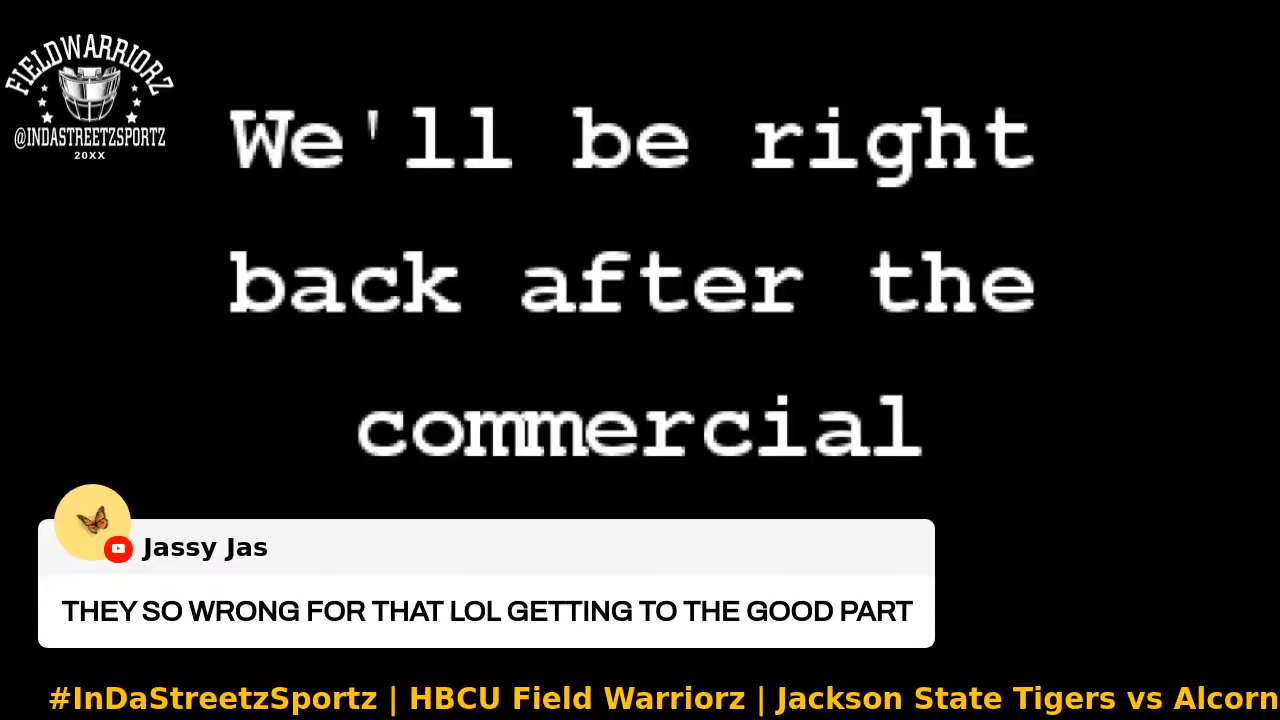 FIELDWARRIORZ
@INDASTREETZSPORTZ
20XX
We'll be right
back after the
commercial
Jassy Jas
THEY SO WRONG FOR THAT LOL GETTING TO THE GOOD PART
#InDaStreetzSportz | HBCU Field Warriorz | Jackson State Tigers vs Alcorn